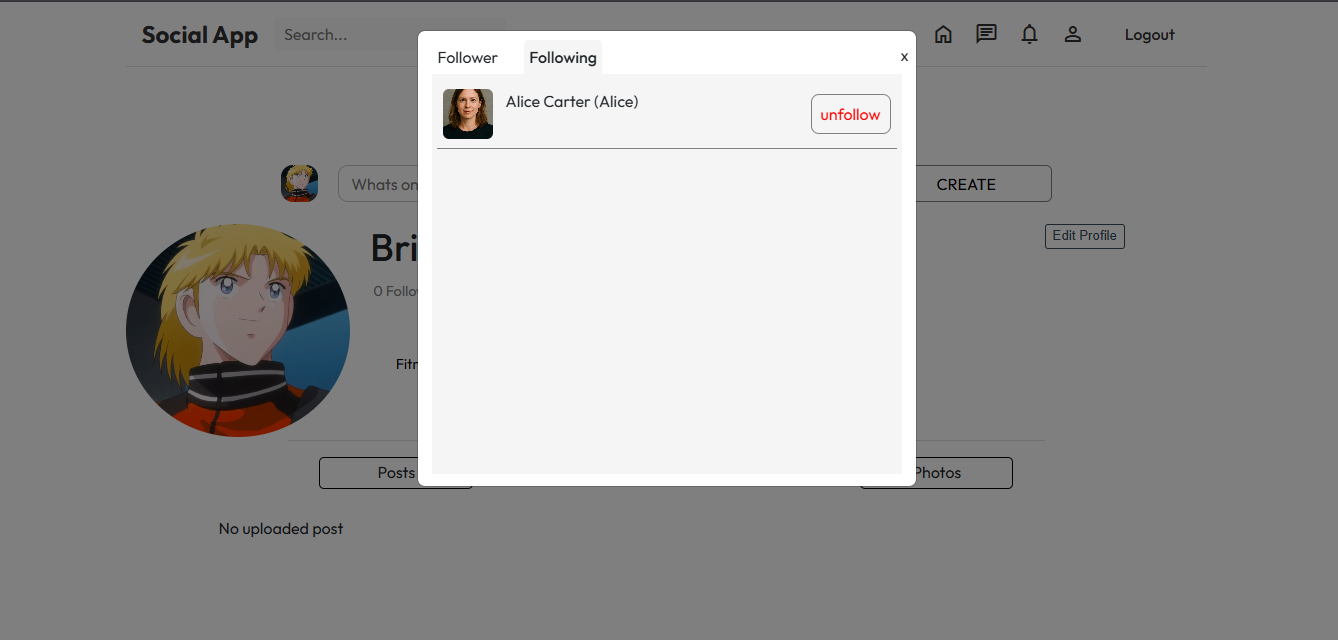 Social App
Search...
Logout
Follower
Following
x
Alice Carter (Alice)
unfollow
Whats on
CREATE
Bri
Edit Profile
0 Follo
Fitn
Posts
Photos
No uploaded post